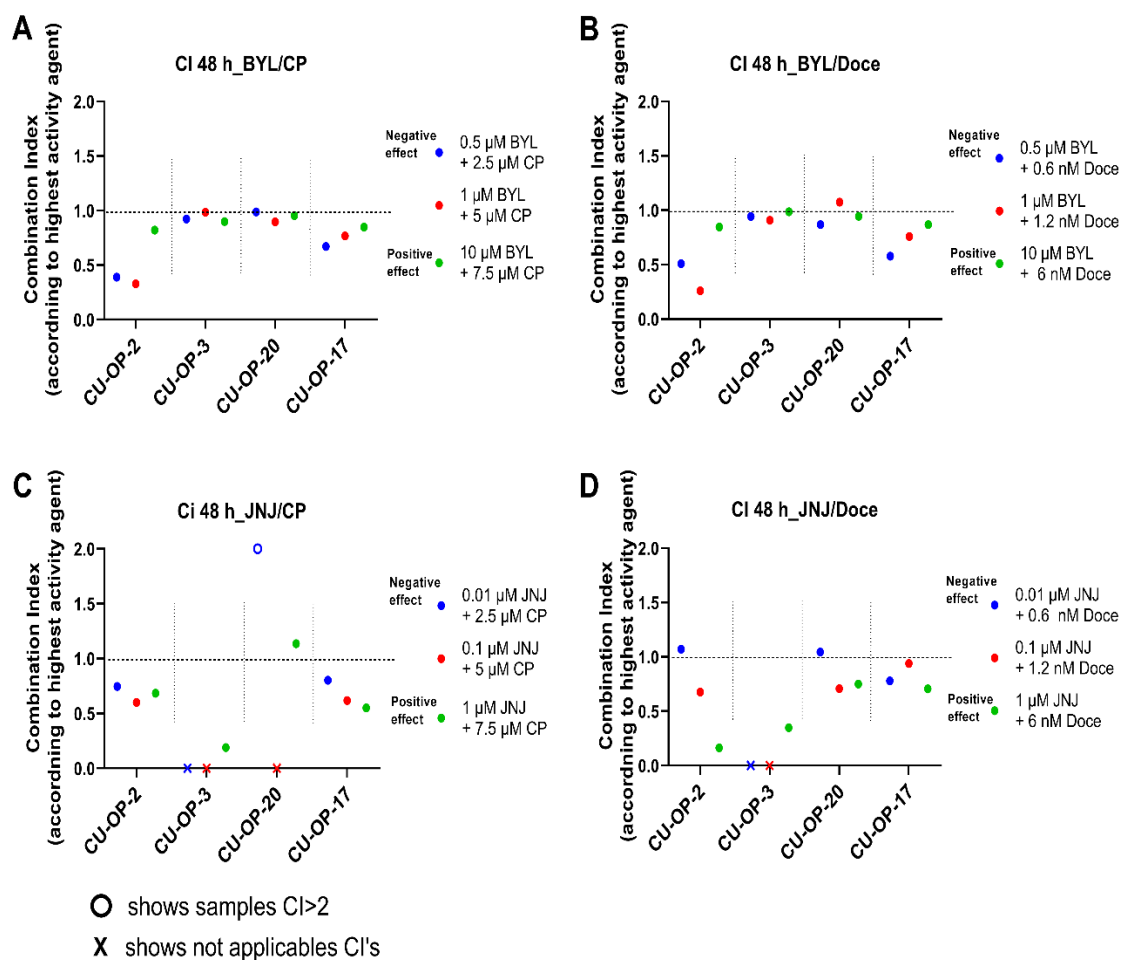 A
CI 48 h_BYL/CP
Combination Index
(accordning to highest activity agent)
2.0
1.5
1.0
0.5
0.0
CU-OP-2
CU-OP-3
CU-OP-20
CU-OP-17
Negative
effect
0.5 µM BYL
+ 2.5 µM CP
1 µM BYL
+ 5 µM CP
Positive
effect
10 µM BYL
+ 7.5 µM CP
B
CI 48 h_BYL/Doce
Combination Index
(accordning to highest activity agent)
2.0
1.5
1.0
0.5
0.0
CU-OP-2
CU-OP-3
CU-OP-20
CU-OP-17
Negative
effect
0.5 µM BYL
+ 0.6 nM Doce
1 µM BYL
+ 1.2 nM Doce
Positive
effect
10 µM BYL
+ 6 nM Doce
C
Ci 48 h_JNJ/CP
Combination Index
(accordning to highest activity agent)
2.0
1.5
1.0
0.5
0.0
CU-OP-2
CU-OP-3
CU-OP-20
CU-OP-17
Negative
effect
0.01 µM JNJ
+ 2.5 µM CP
0.1 µM JNJ
+ 5 µM CP
Positive
effect
1 µM JNJ
+ 7.5 µM CP
D
CI 48 h_JNJ/Doce
Combination Index
(accordning to highest activity agent)
2.0
1.5
1.0
0.5
0.0
CU-OP-2
CU-OP-3
CU-OP-20
CU-OP-17
Negative
effect
0.01 µM JNJ
+ 0.6 nM Doce
0.1 µM JNJ
+ 1.2 nM Doce
Positive
effect
1 µM JNJ
+ 6 nM Doce
O shows samples CI>2
X shows not applicables CI's